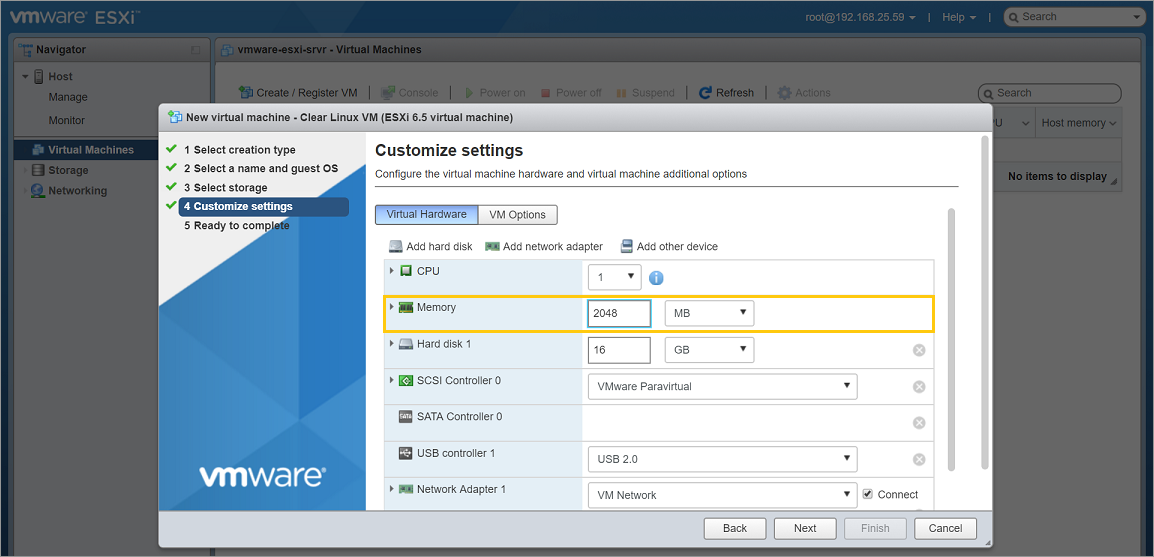 vmware ESXi™
root@192.168.25.59 | Help | Search
Navigator
vmware-esxi-srvr - Virtual Machines
Host
Manage
Monitor
Virtual Machines
Storage
Networking
Create / Register VM | Console | Power on Power off Suspend | Refresh | Actions
Search
Host memory
No items to display
New virtual machine - Clear Linux VM (ESXi 6.5 virtual machine)
1 Select creation type
2 Select a name and guest OS
3 Select storage
4 Customize settings
5 Ready to complete
vmware®
Customize settings
Configure the virtual machine hardware and virtual machine additional options
Virtual Hardware VM Options
Add hard disk Add network adapter Add other device
CPU 1
Memory 2048 MB
Hard disk 1 16 GB
SCSI Controller 0 VMware Paravirtual
SATA SATA Controller 0
USB controller 1 USB 2.0
Network Adapter 1 VM Network Connect
Back Next Finish Cancel